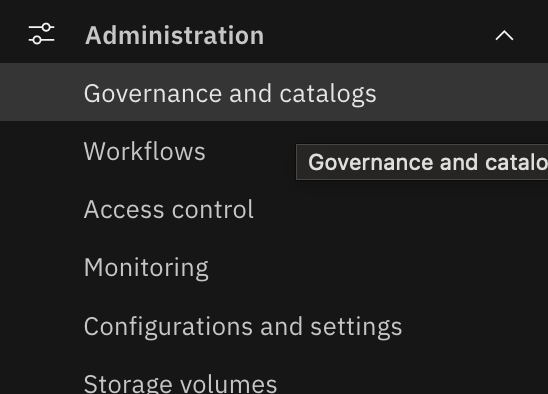 Administration
Governance and catalogs
Workflows
Governance and catalo
Access control
Monitoring
Configurations and settings
Storage volumes